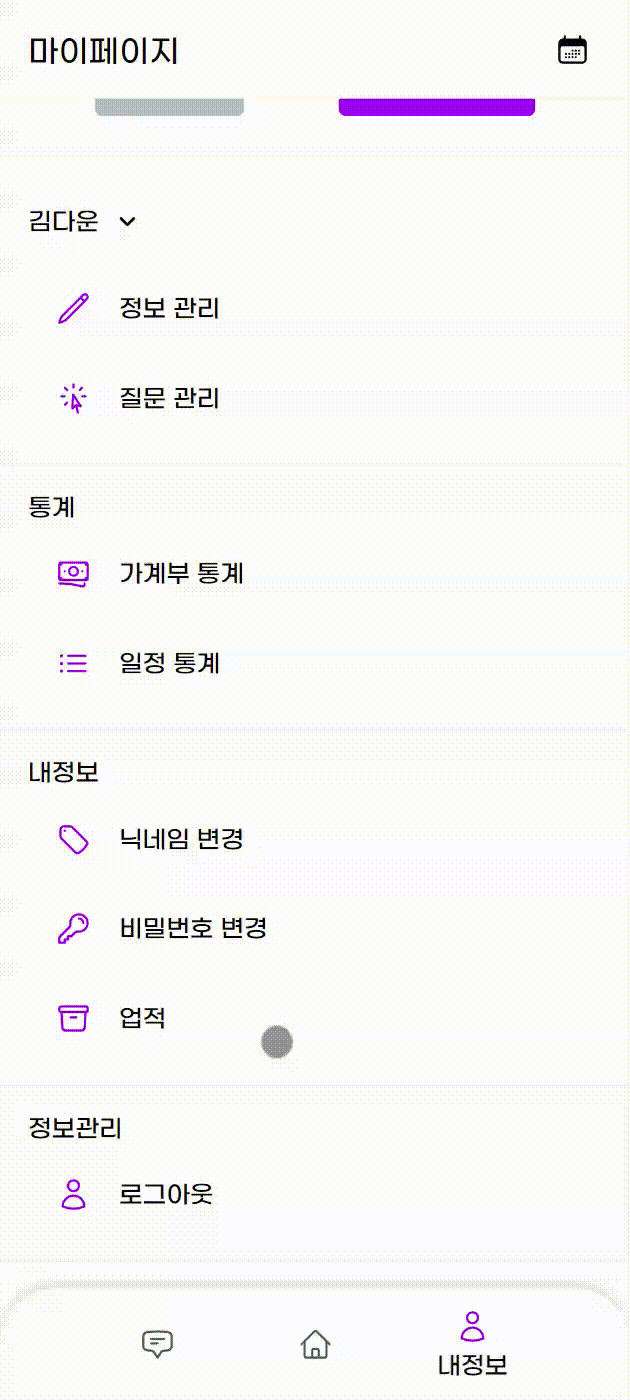 마이페이지
김다운
정보 관리
질문 관리
통계
가계부 통계
일정 통계
내정보
닉네임 변경
비밀번호 변경
업적
정보관리
로그아웃
내정보